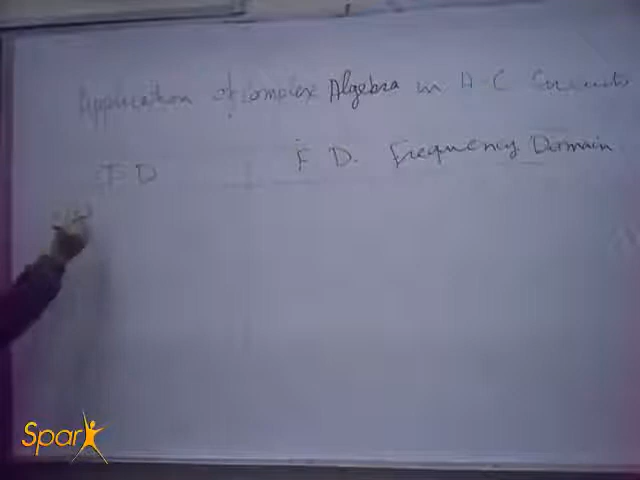 Application of complex Algebra in A-C Circuits
T D F D. Frequency Domain
Spark